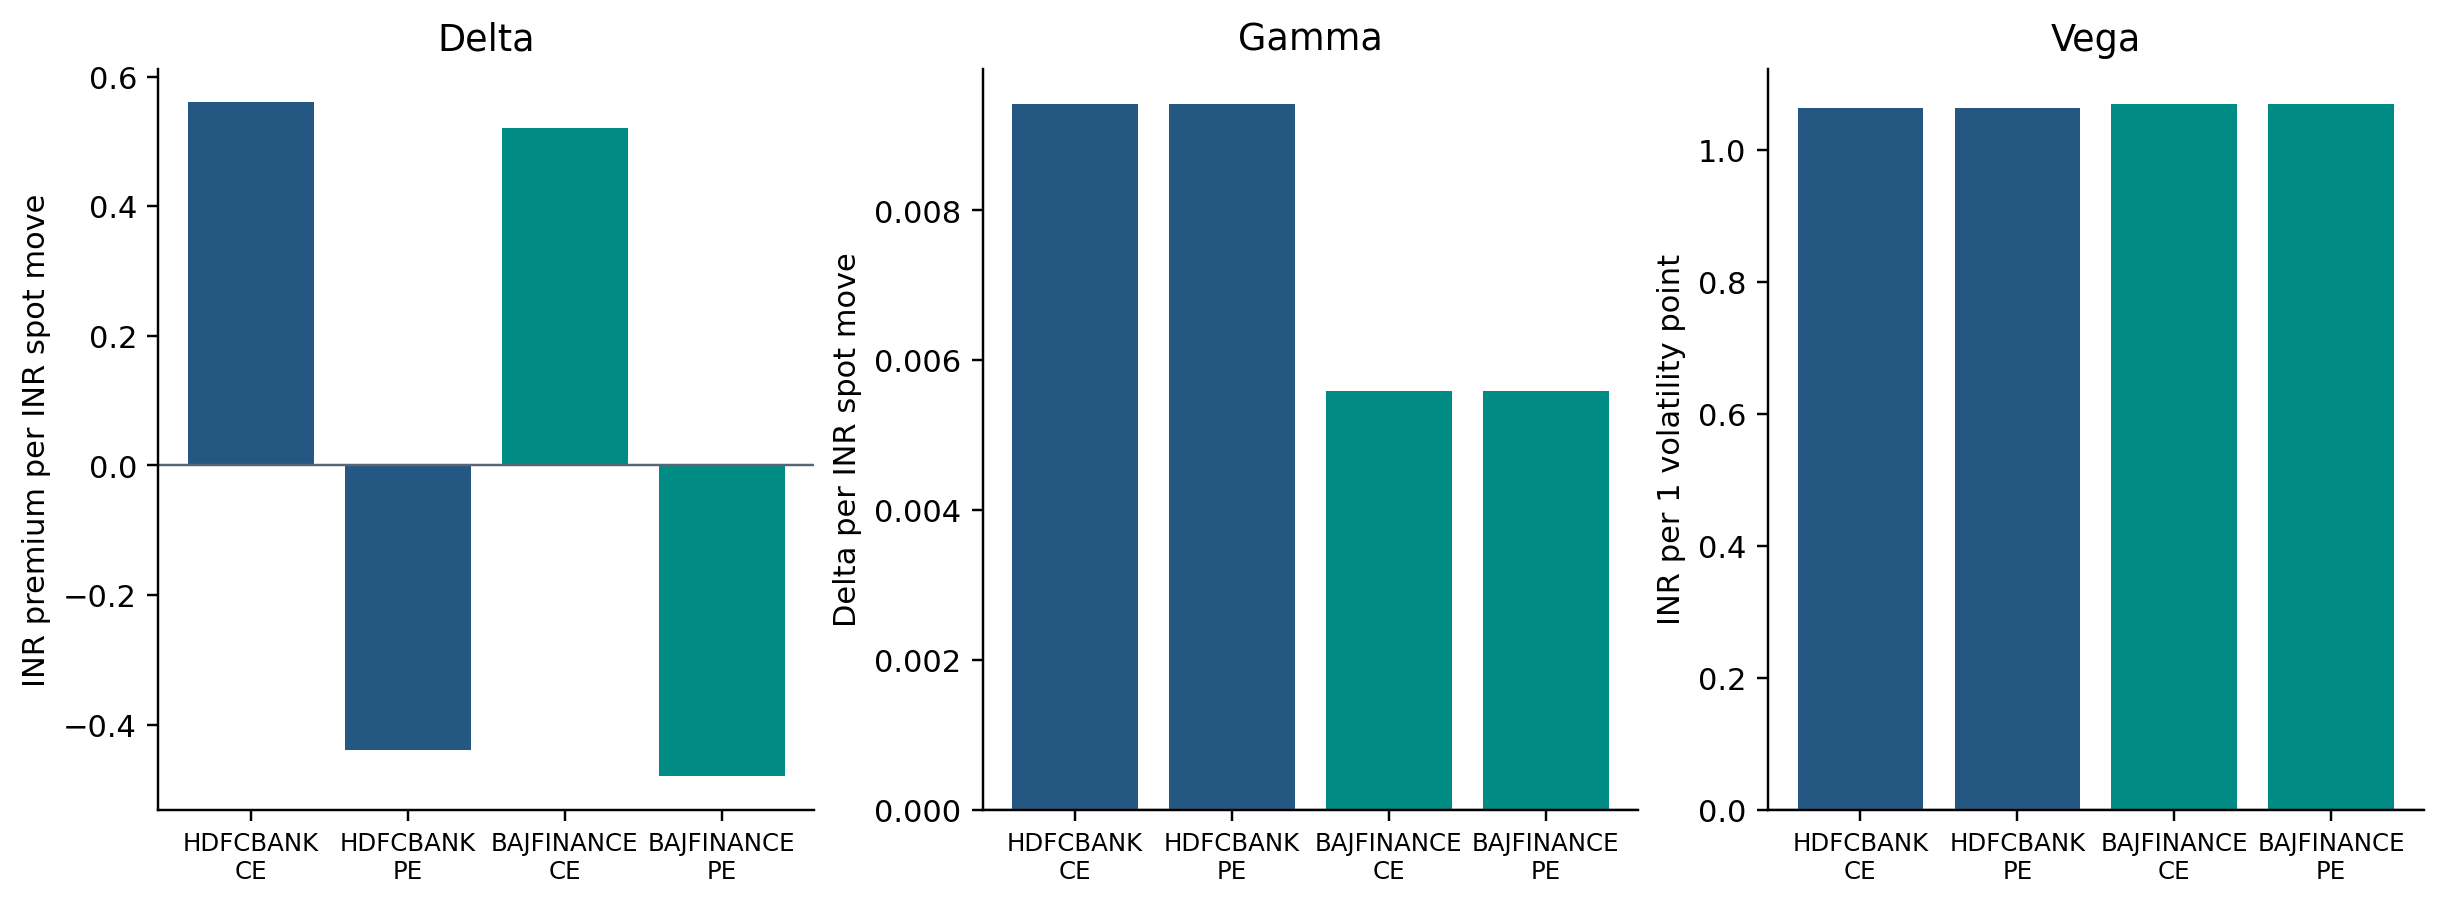 Delta
INR premium per INR spot move
0.6
0.4
0.2
0.0
−0.2
−0.4
HDFCBANK
CE
HDFCBANK
PE
BAJFINANCE
CE
BAJFINANCE
PE
Gamma
Delta per INR spot move
0.008
0.006
0.004
0.002
0.000
HDFCBANK
CE
HDFCBANK
PE
BAJFINANCE
CE
BAJFINANCE
PE
Vega
INR per 1 volatility point
1.0
0.8
0.6
0.4
0.2
0.0
HDFCBANK
CE
HDFCBANK
PE
BAJFINANCE
CE
BAJFINANCE
PE